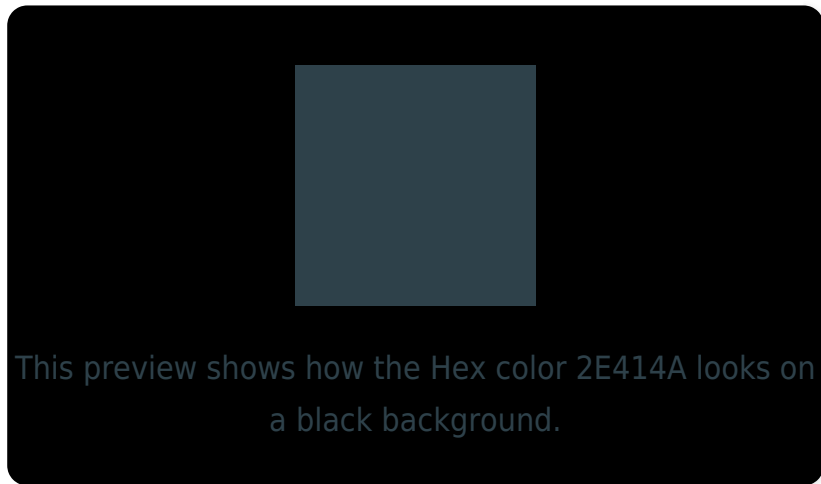 This preview shows how the Hex color 2E414A looks on
a black background.